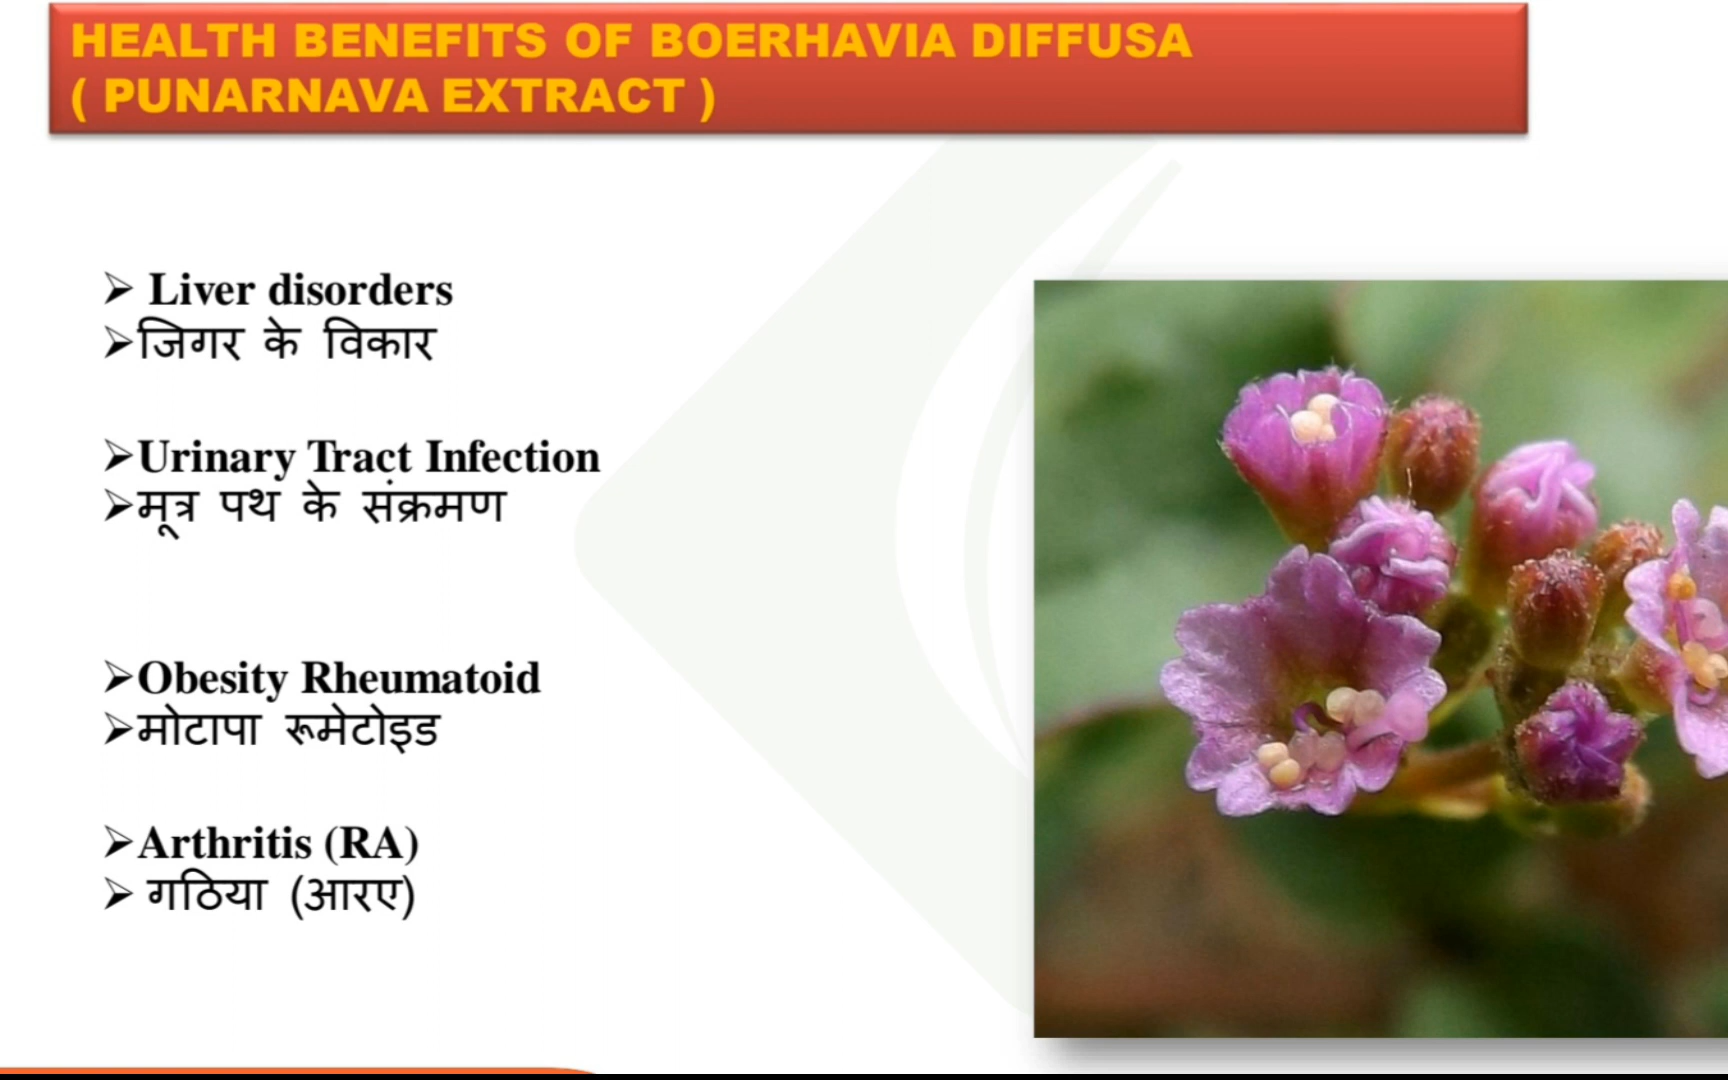 HEALTH BENEFITS OF BOERHAVIA DIFFUSA
( PUNARNAVA EXTRACT )
➢ Liver disorders
➢जिगर के विकार
➢Urinary Tract Infection
➢मूत्र पथ के संक्रमण
➢Obesity Rheumatoid
➢मोटापा रूमेटोइड
➢Arthritis (RA)
➢ गठिया (आरए)